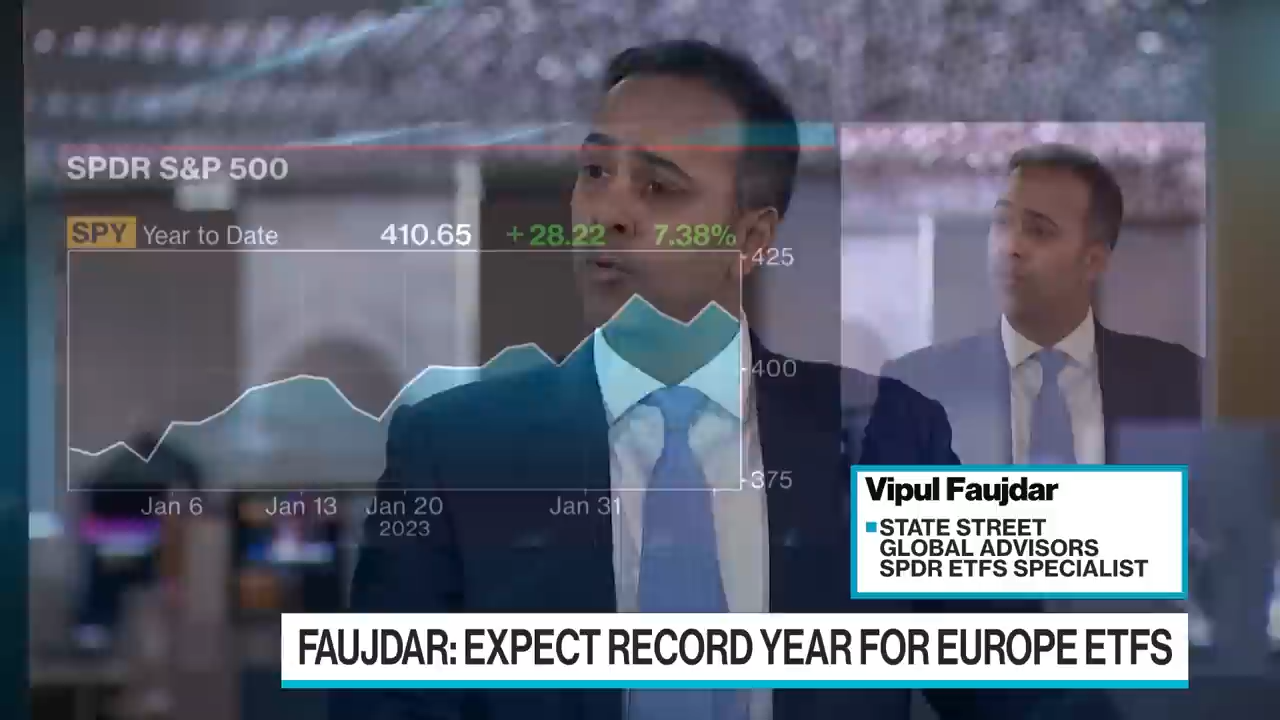 SPDR S&P 500
SPY Year to Date 410.65 +28.22 7.38%
425
400
375
Jan 6 Jan 13 Jan 20 Jan 31
2023
Vipul Faujdar
STATE STREET
GLOBAL ADVISORS
SPDR ETFS SPECIALIST
FAUJDAR: EXPECT RECORD YEAR FOR EUROPE ETFS